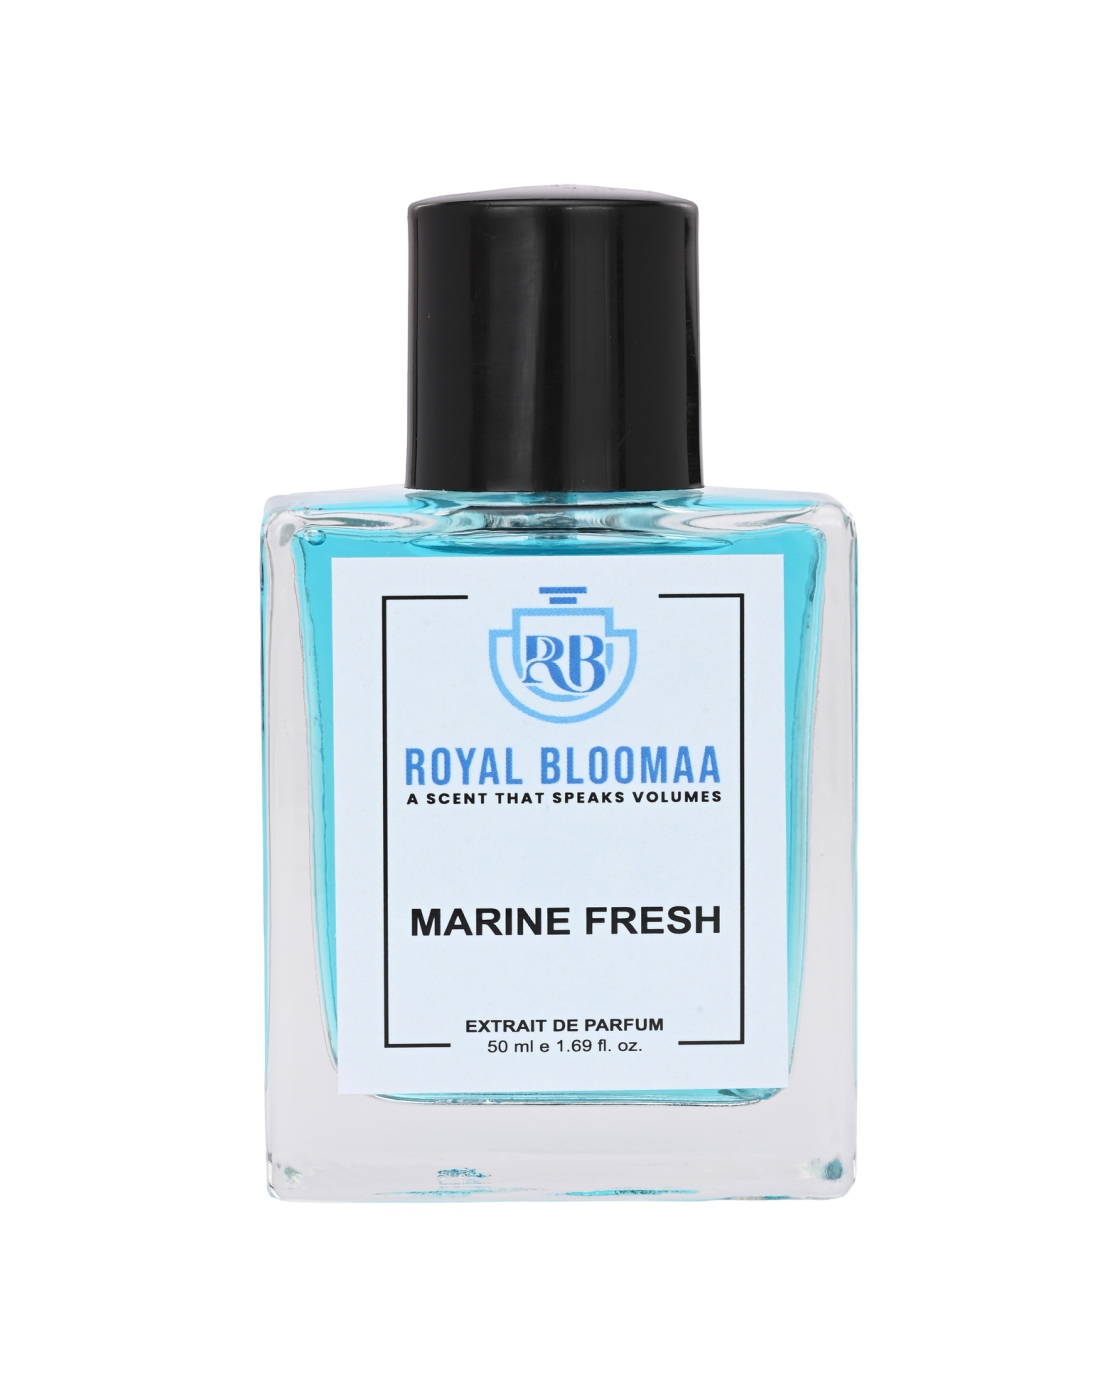 RB
ROYAL BLOOMAA
A SCENT THAT SPEAKS VOLUMES
MARINE FRESH
EXTRAIT DE PARFUM
50 ml e 1.69 fl. oz.